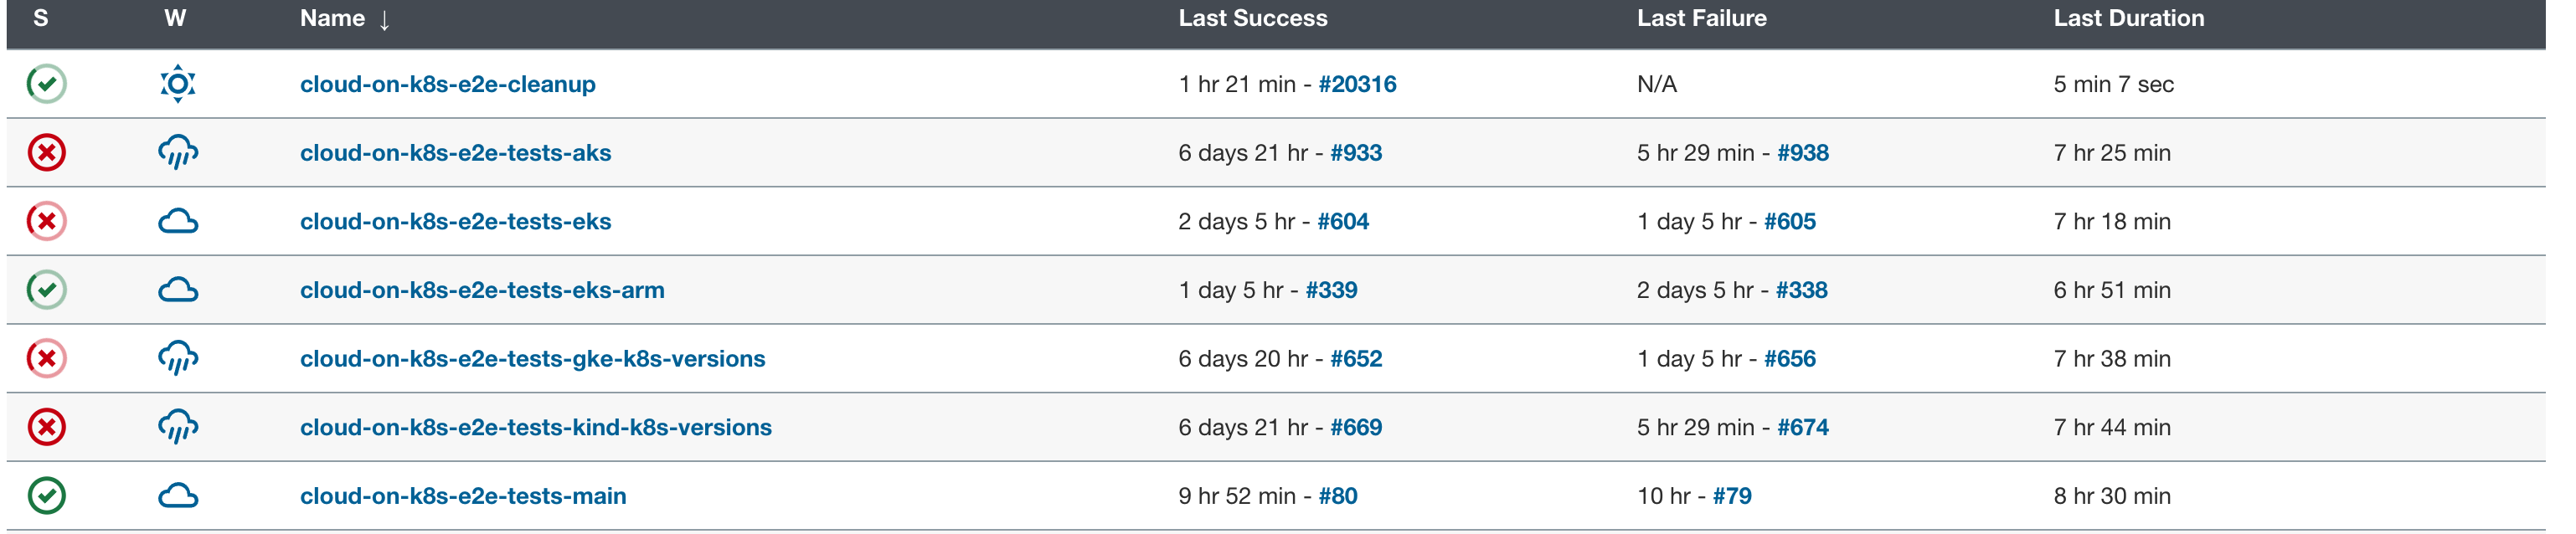 S W Name ↓ Last Success Last Failure Last Duration
cloud-on-k8s-e2e-cleanup 1 hr 21 min - #20316 N/A 5 min 7 sec
cloud-on-k8s-e2e-tests-aks 6 days 21 hr - #933 5 hr 29 min - #938 7 hr 25 min
cloud-on-k8s-e2e-tests-eks 2 days 5 hr - #604 1 day 5 hr - #605 7 hr 18 min
cloud-on-k8s-e2e-tests-eks-arm 1 day 5 hr - #339 2 days 5 hr - #338 6 hr 51 min
cloud-on-k8s-e2e-tests-gke-k8s-versions 6 days 20 hr - #652 1 day 5 hr - #656 7 hr 38 min
cloud-on-k8s-e2e-tests-kind-k8s-versions 6 days 21 hr - #669 5 hr 29 min - #674 7 hr 44 min
cloud-on-k8s-e2e-tests-main 9 hr 52 min - #80 10 hr - #79 8 hr 30 min